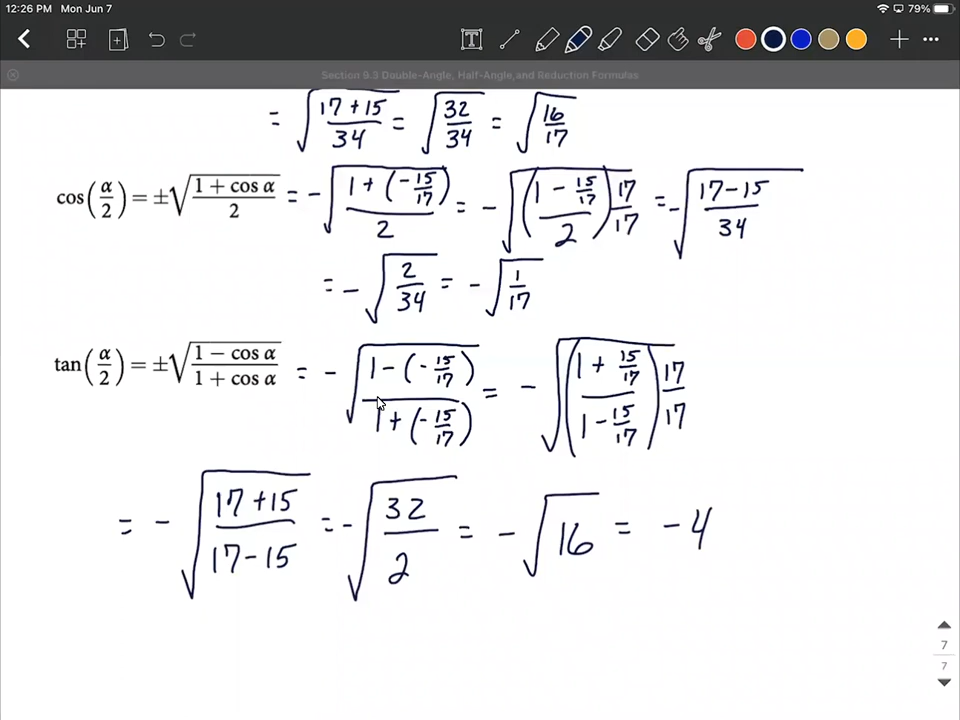 12:26 PM Mon Jun 7 79%
T
Section 9.3 Double-Angle, Half-Angle,and Reduction Formulas
= √((17+15)/34) = √(32/34) = √(16/17)
cos(α/2) = ±√((1 + cos α)/2) = -√((1 + (-15/17))/2) = -√(((1 - 15/17)/2) 17/17) = -√((17-15)/34)
= -√(2/34) = -√(1/17)
tan(α/2) = ±√((1 − cos α)/(1 + cos α)) = -√((1-(-15/17))/(1+(-15/17))) = -√(((1 + 15/17)/(1 - 15/17)) 17/17)
= -√((17+15)/(17-15)) = -√(32/2) = -√16 = -4
7
7